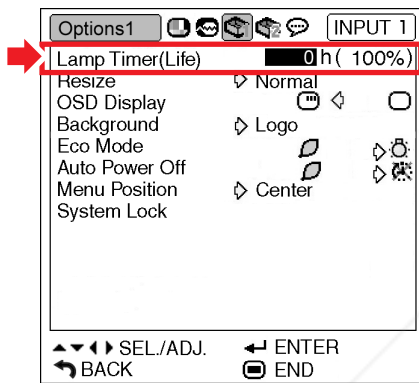 Options1 INPUT 1
Lamp Timer(Life) 0 h( 100%)
Resize Normal
OSD Display
Background Logo
Eco Mode
Auto Power Off
Menu Position Center
System Lock
SEL./ADJ. ENTER
BACK END